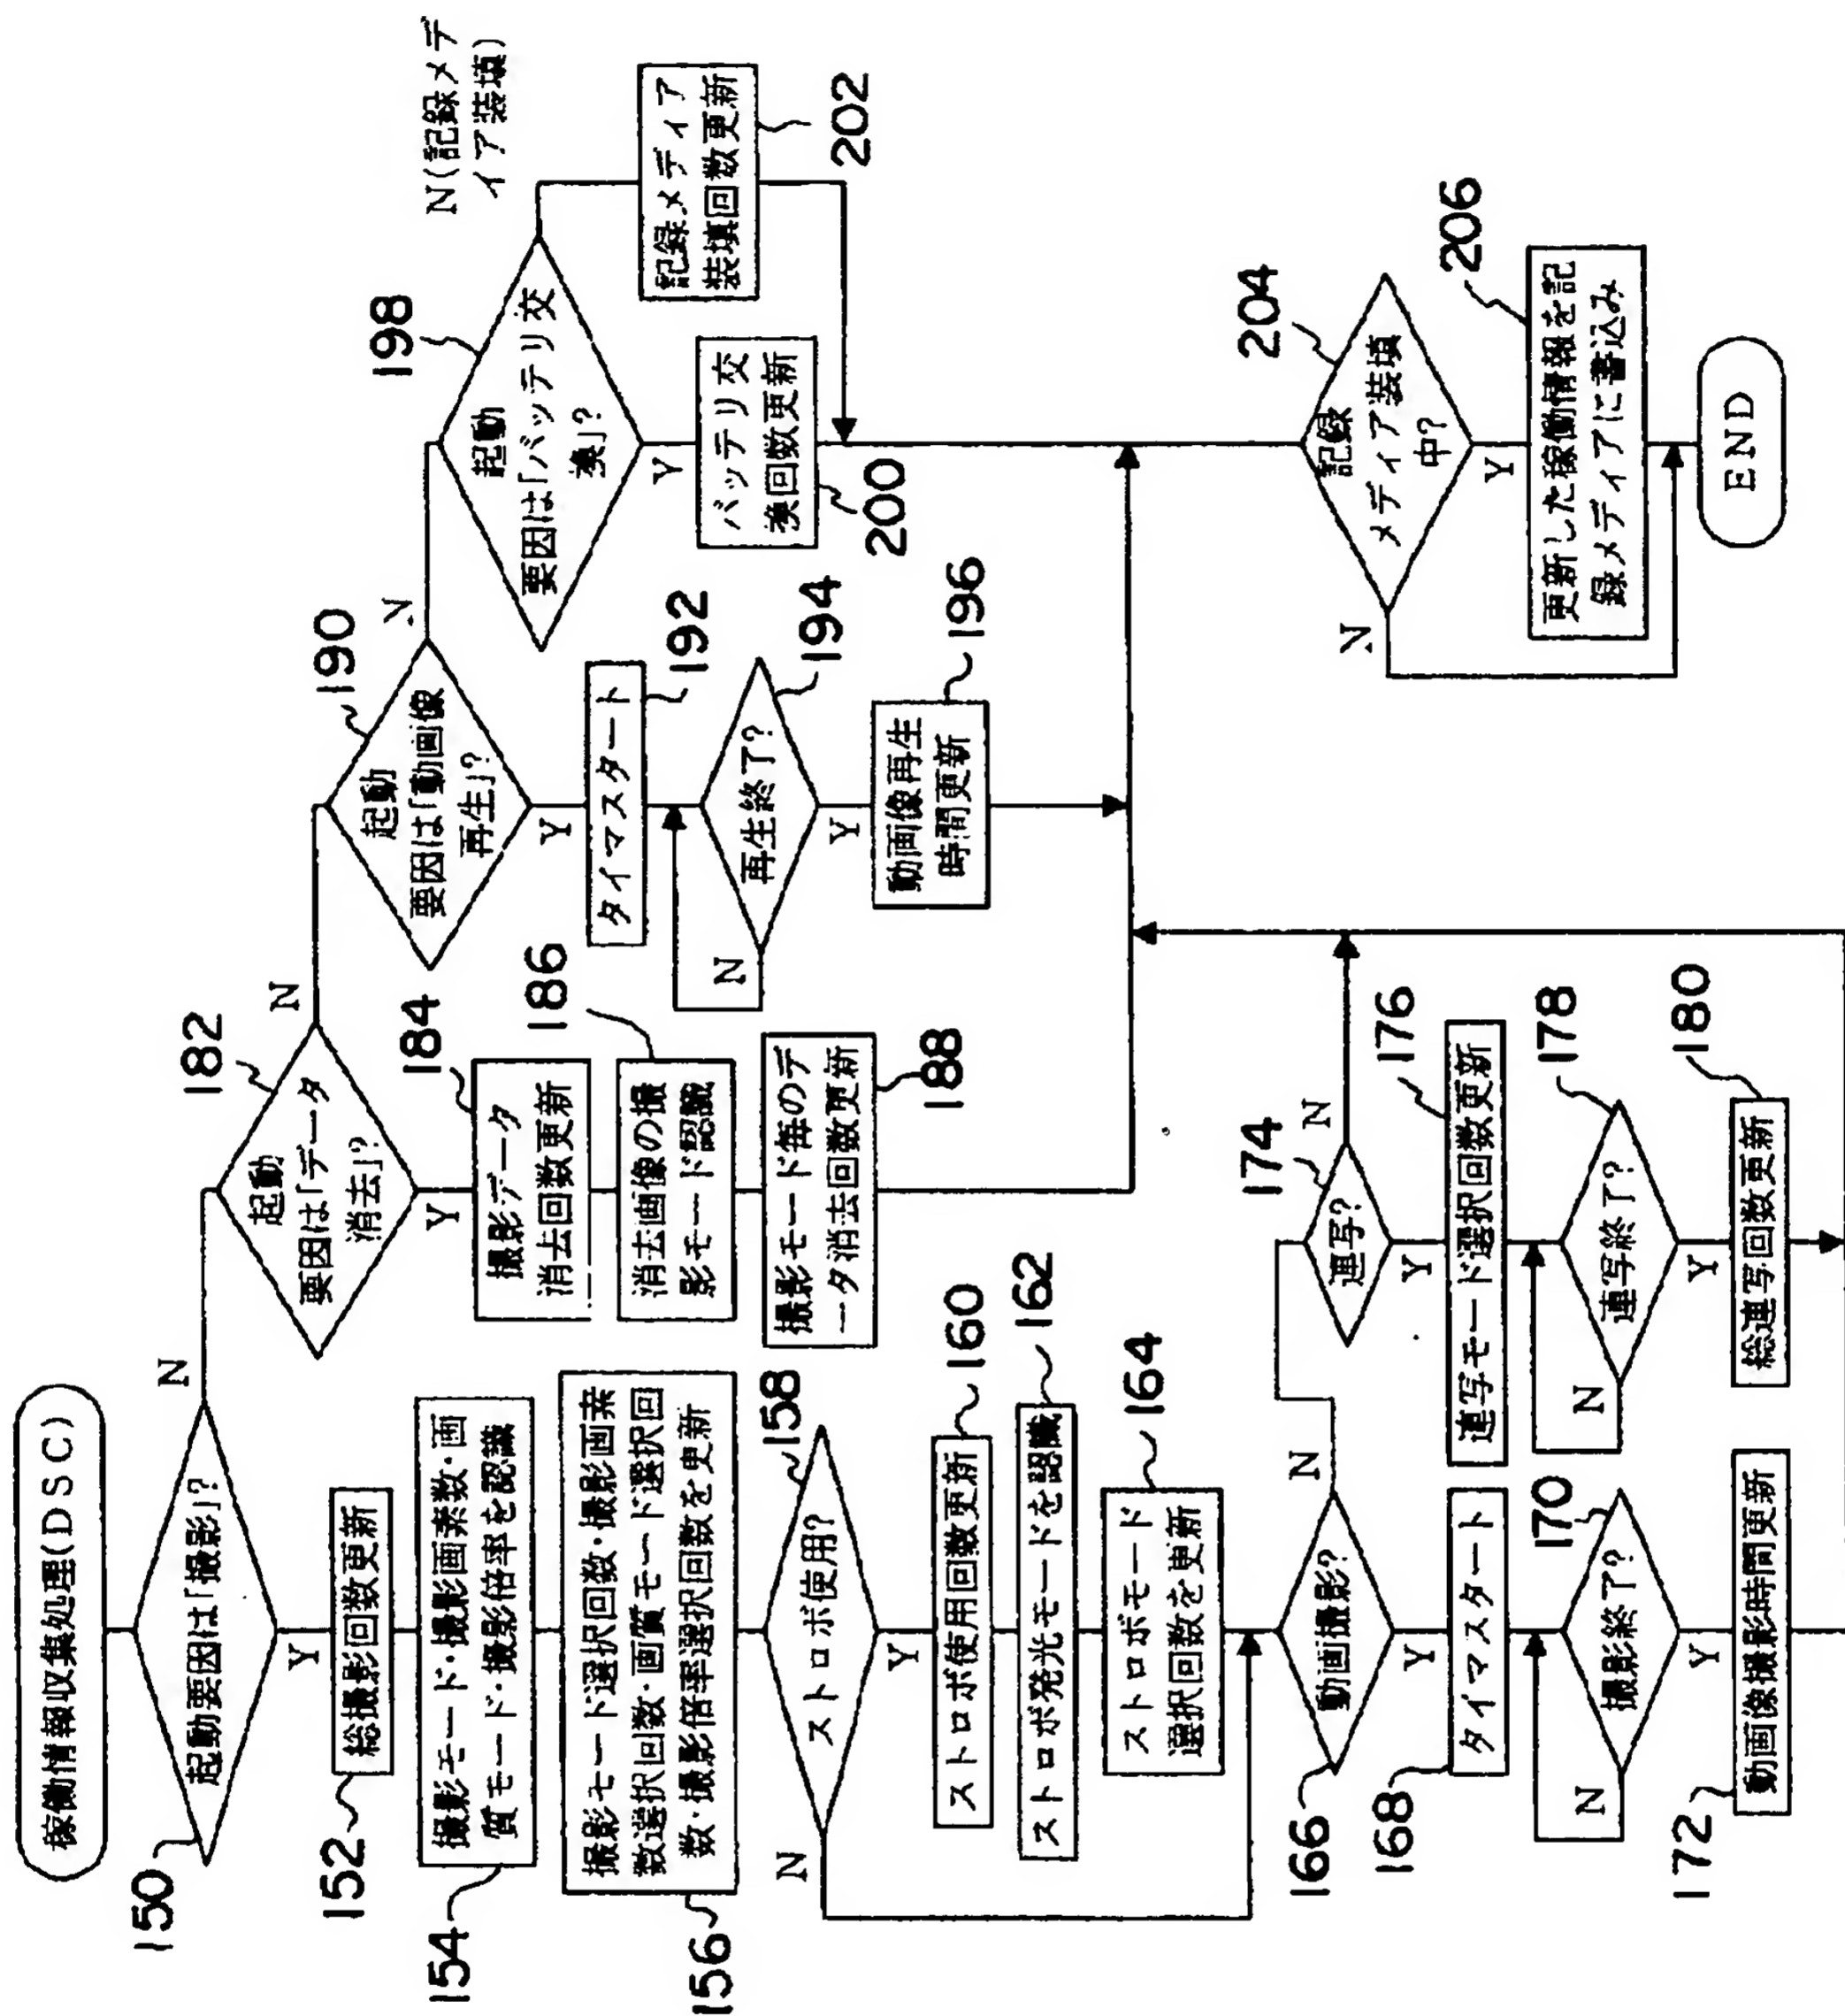 稼働情報収集処理(DSC)
150
起動要因は「撮影」?
N
Y
152
総撮影回数更新
154
撮影モード・撮影画素数・画
質モード・撮影倍率を認識
156
撮影モード選択回数・撮影画素
数選択回数・画質モード選択回
数・撮影倍率選択回数を更新
158
ストロボ使用?
N
Y
160
ストロボ使用回数更新
162
ストロボ発光モードを認識
164
ストロボモード
選択回数を更新
166
動画撮影?
N
Y
168
タイマスタート
170
撮影終了?
N
Y
172
動画像撮影時間更新
174
連写?
N
Y
176
連写モード選択回数更新
178
連写終了?
N
Y
180
総連写回数更新
182
起動
要因は「データ
消去」?
N
Y
184
撮影データ
消去回数更新
186
消去画像の撮
影モード認識
188
撮影モード毎のデ
ータ消去回数更新
190
起動
要因は「動画像
再生」?
N
Y
192
タイマスタート
194
再生終了?
N
Y
196
動画像再生
時間更新
198
起動
要因は「バッテリ交
換」?
N(記録メデ
ィア装填)
Y
200
バッテリ交
換回数更新
202
記録メディア
装填回数更新
204
記録
メディア装填
中?
N
Y
206
更新した稼働情報を記
録メディアに書込み
END